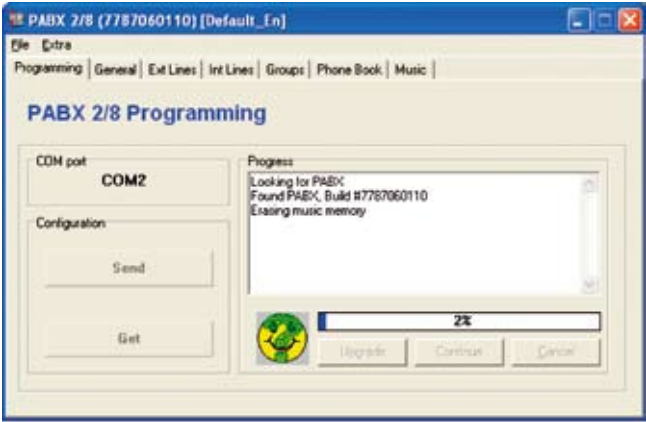 PABX 2/8 (7787060110) [Default_En]
File Extra
Programming General Ext Lines Int Lines Groups Phone Book Music
PABX 2/8 Programming
COM port
COM2
Configuration
Send
Get
Progress
Looking for PABX
Found PABX, Build #7787060110
Erasing music memory
2%
Upgrade Continue Cancel